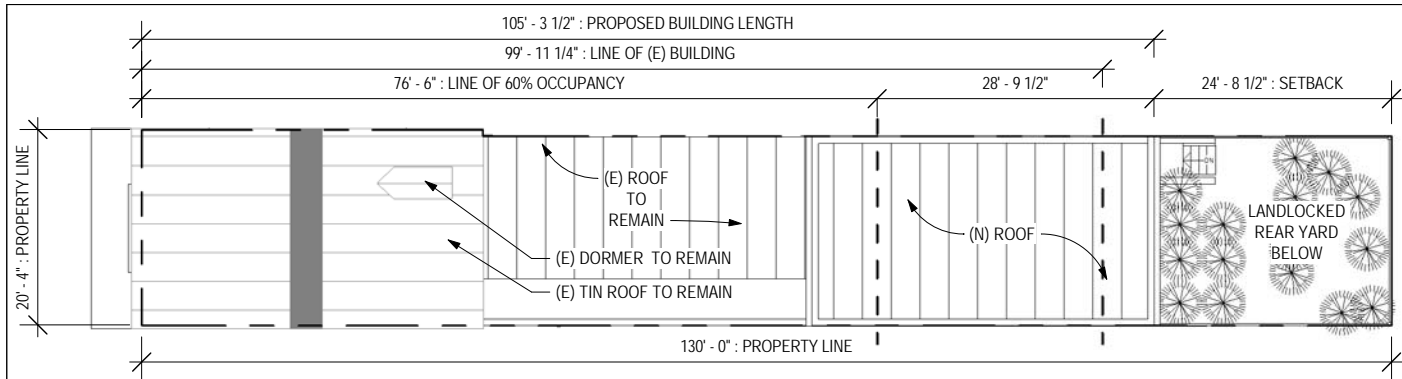 105' - 3 1/2" : PROPOSED BUILDING LENGTH
99' - 11 1/4" : LINE OF (E) BUILDING
76' - 6" : LINE OF 60% OCCUPANCY
28' - 9 1/2"
24' - 8 1/2" : SETBACK
20' - 4" : PROPERTY LINE
(E) ROOF
TO
REMAIN
(E) DORMER TO REMAIN
(E) TIN ROOF TO REMAIN
(N) ROOF
DN
LANDLOCKED
REAR YARD
BELOW
130' - 0" : PROPERTY LINE